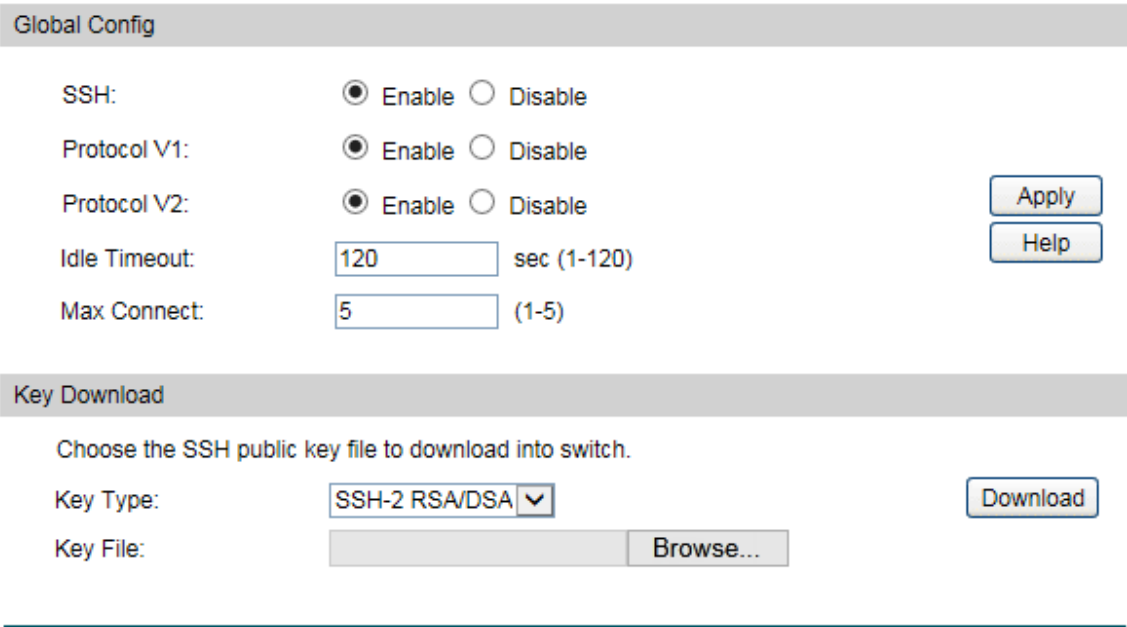 Global Config
SSH: Enable Disable
Protocol V1: Enable Disable
Protocol V2: Enable Disable
Apply
Idle Timeout: 120 sec (1-120)
Help
Max Connect: 5 (1-5)
Key Download
Choose the SSH public key file to download into switch.
Key Type: SSH-2 RSA/DSA Download
Key File: Browse...